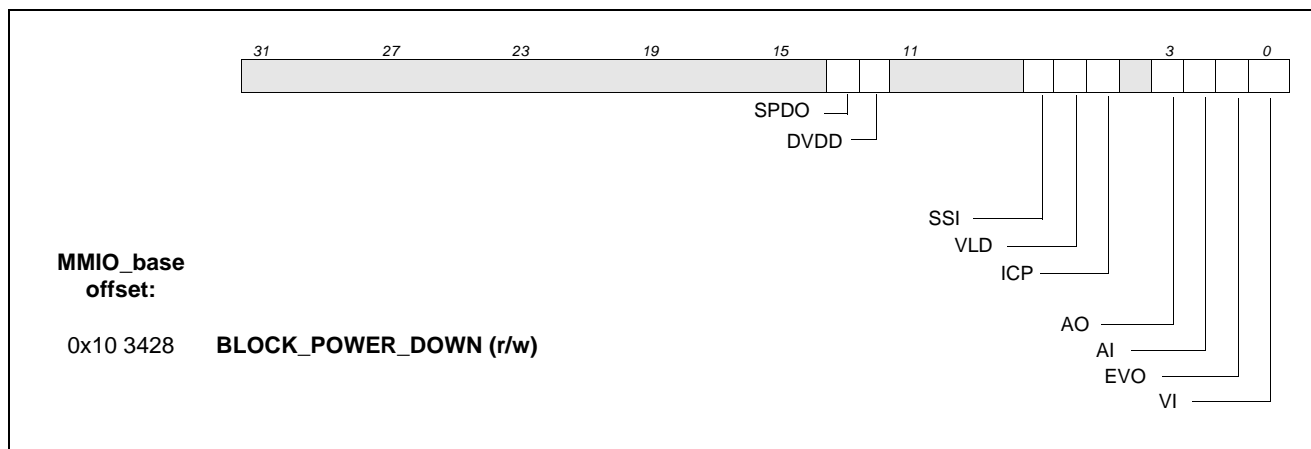 31 27 23 19 15 11 3 0
SPDO
DVDD
SSI
VLD
MMIO_base
offset:
ICP
AO
0x10 3428 BLOCK_POWER_DOWN (r/w)
AI
EVO
VI